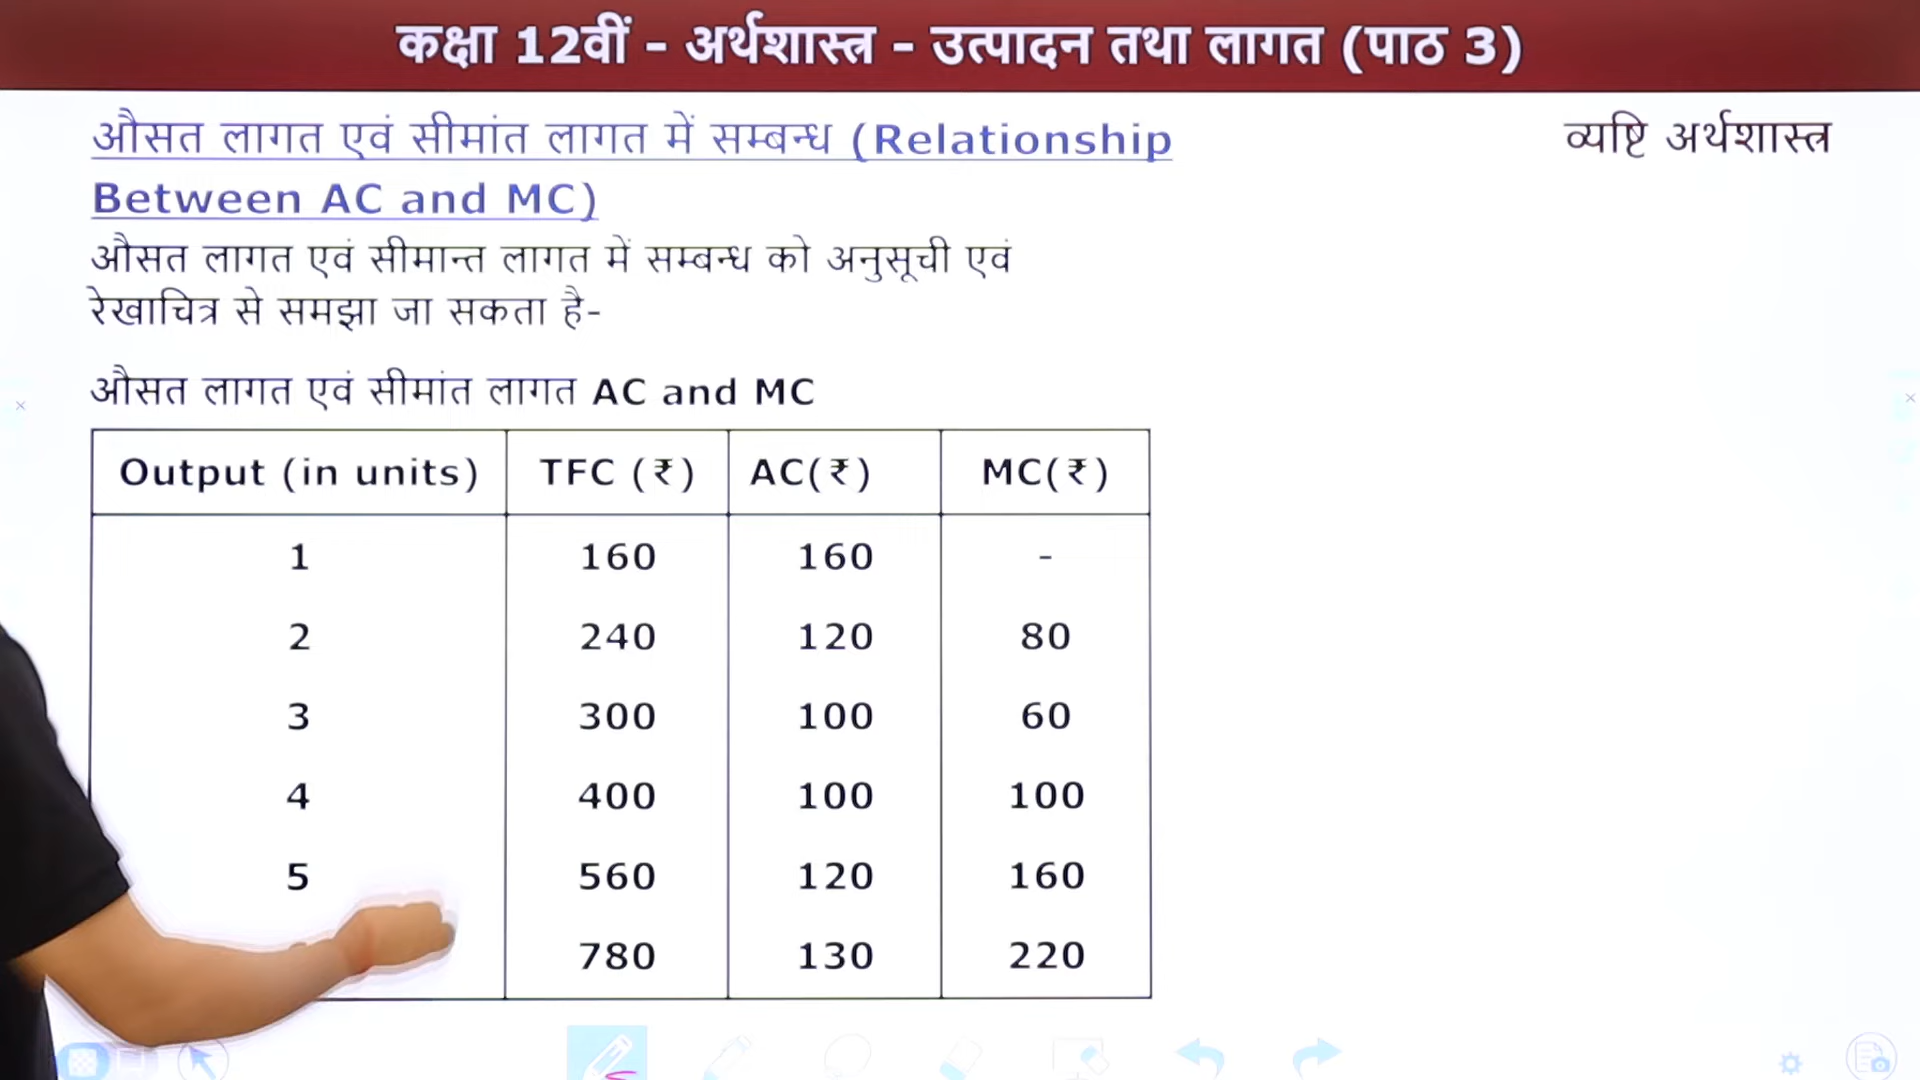 कक्षा 12वीं - अर्थशास्त्र - उत्पादन तथा लागत (पाठ 3)
औसत लागत एवं सीमांत लागत में सम्बन्ध (Relationship
Between AC and MC)
व्यष्टि अर्थशास्त्र
औसत लागत एवं सीमान्त लागत में सम्बन्ध को अनुसूची एवं
रेखाचित्र से समझा जा सकता है-
औसत लागत एवं सीमांत लागत AC and MC
Output (in units) TFC (₹) AC(₹) MC(₹)
1 160 160 -
2 240 120 80
3 300 100 60
4 400 100 100
5 560 120 160
780 130 220